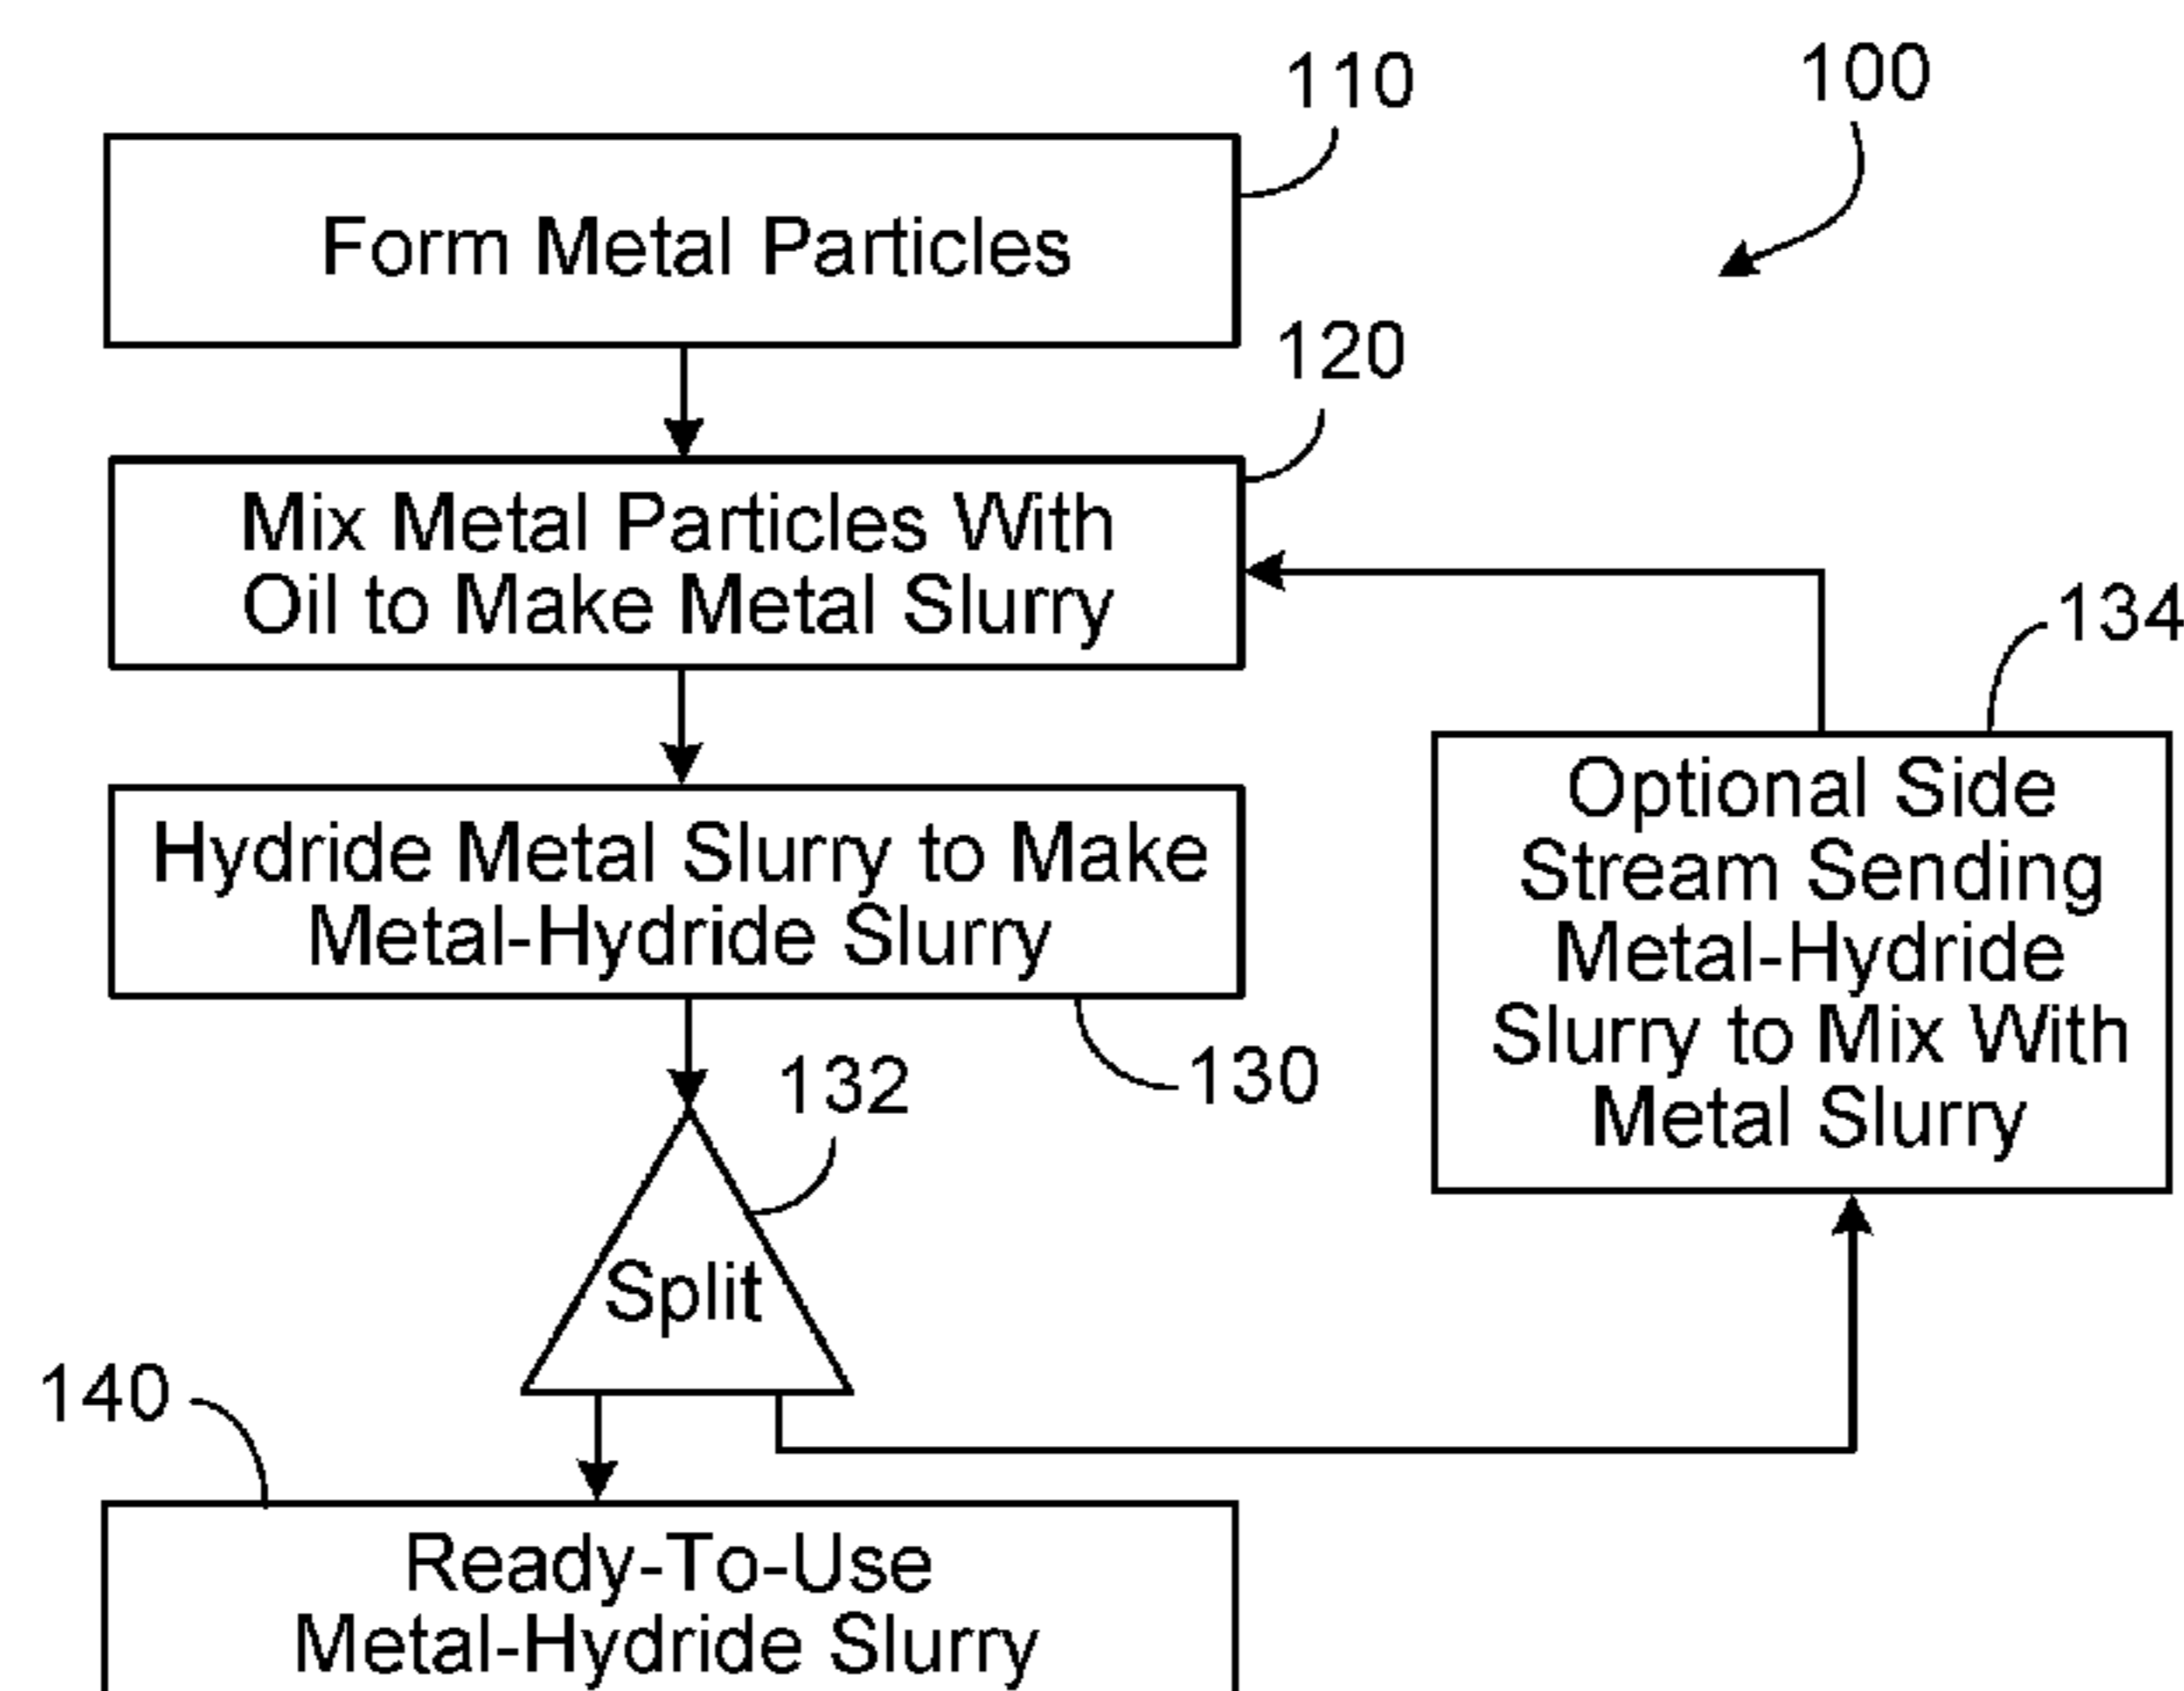 110
100
Form Metal Particles
120
Mix Metal Particles With
Oil to Make Metal Slurry
134
Hydride Metal Slurry to Make
Metal-Hydride Slurry
130
Optional Side
Stream Sending
Metal-Hydride
Slurry to Mix With
Metal Slurry
132
Split
140
Ready-To-Use
Metal-Hydride Slurry